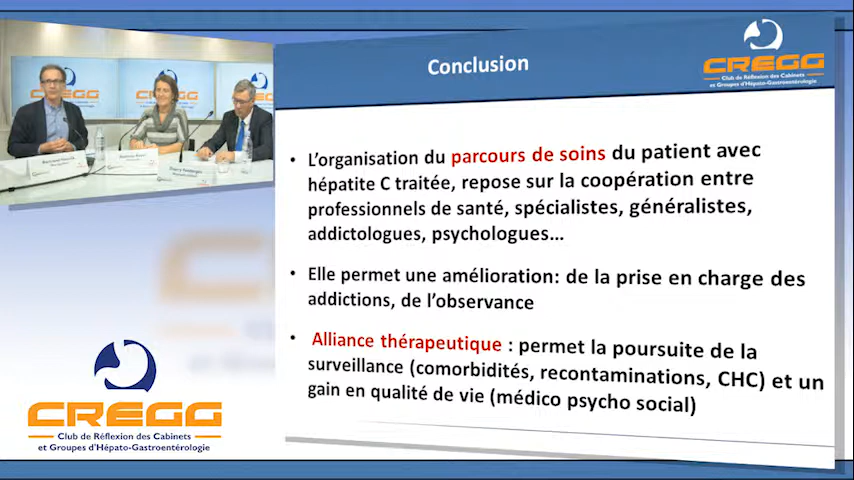 Conclusion
CREGG
Club de Réflexion des Cabinets
et Groupes d'Hépato-Gastroentérologie
• L'organisation du parcours de soins du patient avec
hépatite C traitée, repose sur la coopération entre
professionnels de santé, spécialistes, généralistes,
addictologues, psychologues...
• Elle permet une amélioration: de la prise en charge des
addictions, de l'observance
• Alliance thérapeutique : permet la poursuite de la
surveillance (comorbidités, recontaminations, CHC) et un
gain en qualité de vie (médico psycho social)
CREGG
Club de Réflexion des Cabinets
et Groupes d'Hépato-Gastroentérologie